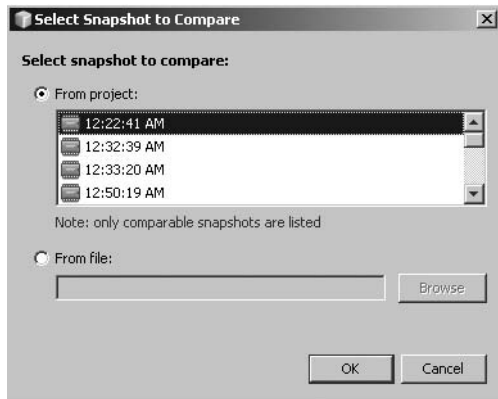 Select Snapshot to Compare
Select snapshot to compare:
From project:
12:22:41 AM
12:32:39 AM
12:33:20 AM
12:50:19 AM
Note: only comparable snapshots are listed
From file:
Browse
OK Cancel